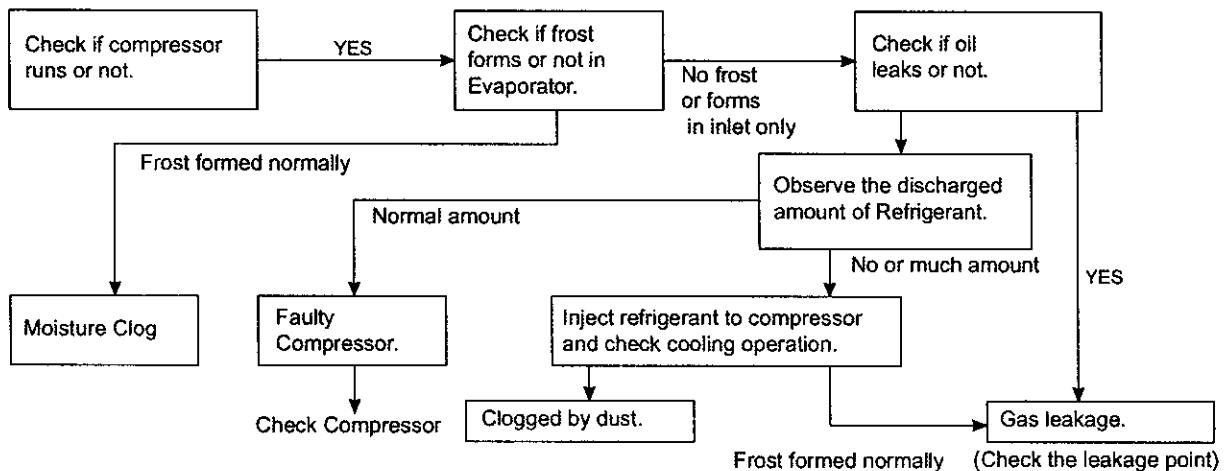 Check if compressor
runs or not.
YES
Check if frost
forms or not in
Evaporator.
No frost
or forms
in inlet only
Check if oil
leaks or not.
Frost formed normally
Observe the discharged
amount of Refrigerant.
Normal amount
No or much amount
YES
Moisture Clog
Faulty
Compressor.
Inject refrigerant to compressor
and check cooling operation.
Check Compressor
Clogged by dust.
Gas leakage.
Frost formed normally
(Check the leakage point)